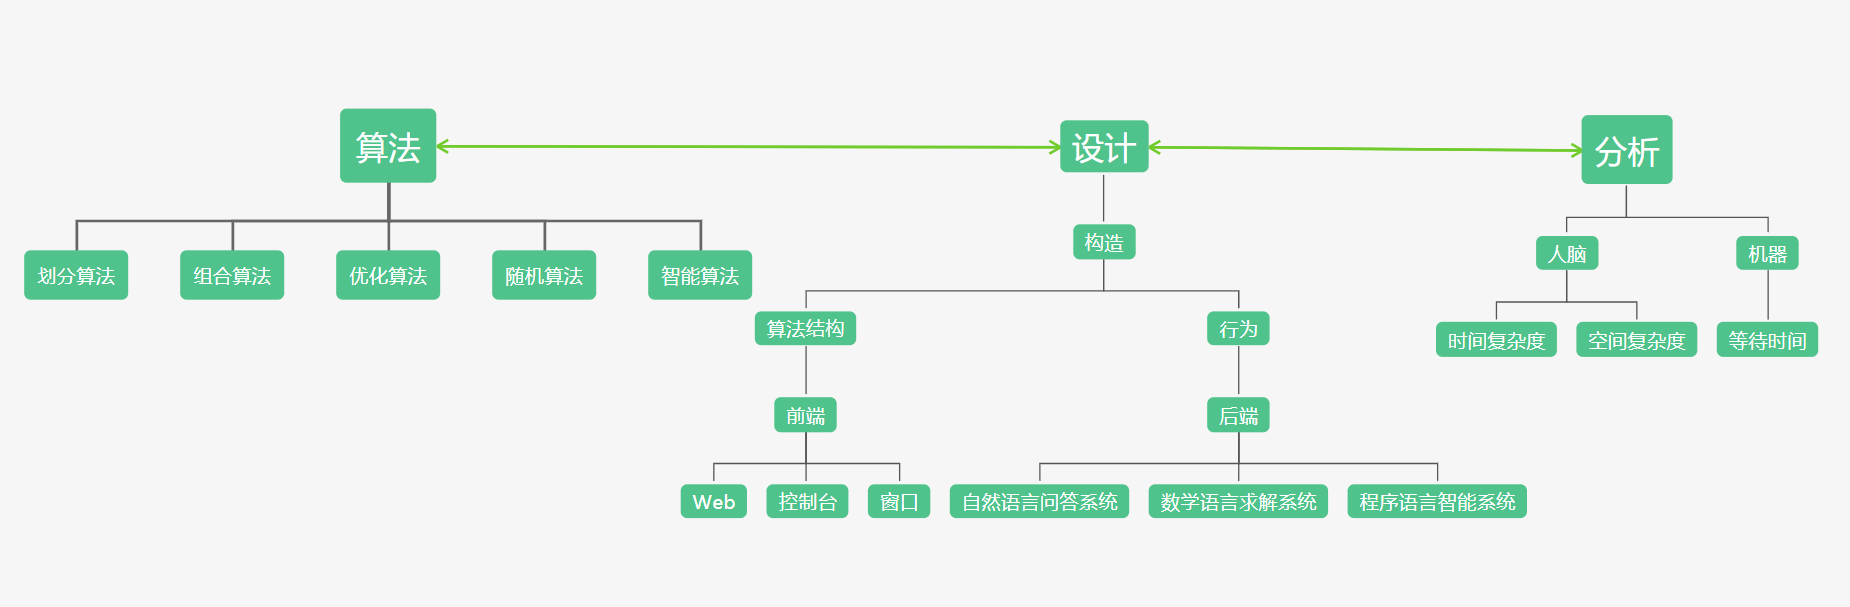 算法
设计
分析
构造
人脑
机器
划分算法
组合算法
优化算法
随机算法
智能算法
算法结构
行为
时间复杂度
空间复杂度
等待时间
前端
后端
Web
控制台
窗口
自然语言问答系统
数学语言求解系统
程序语言智能系统